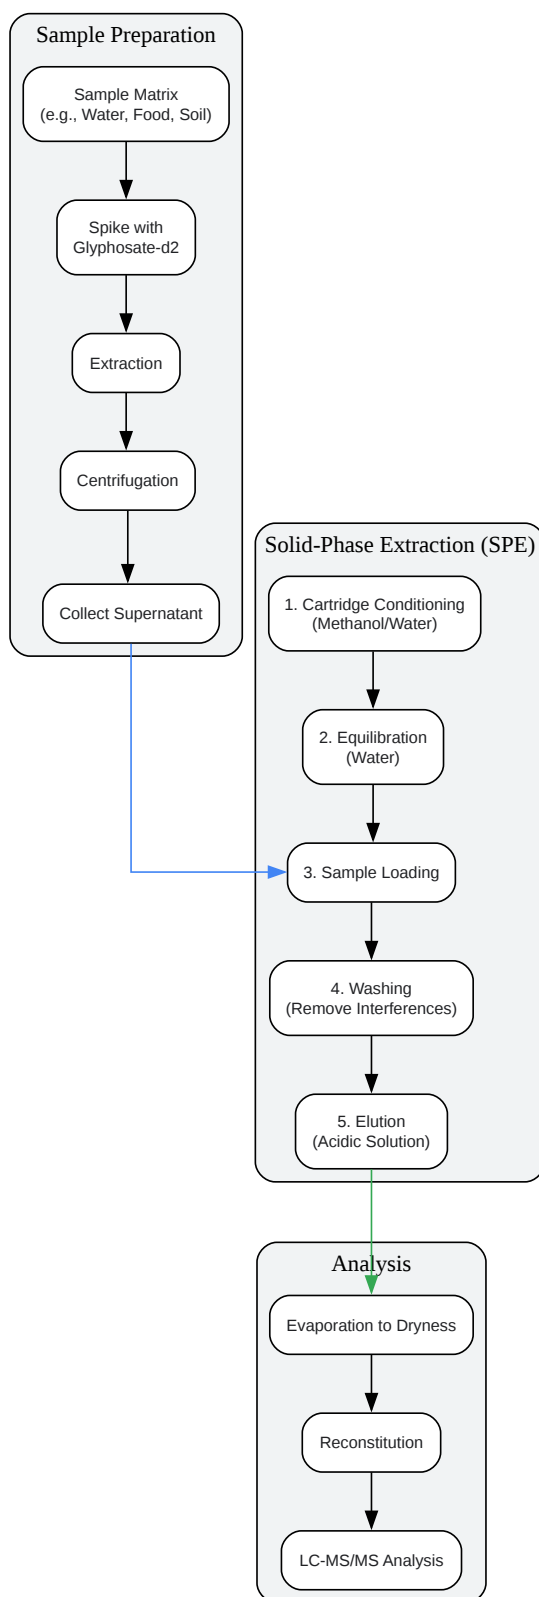 Sample Preparation
Sample Matrix
(e.g., Water, Food, Soil)
Spike with
Glyphosate-d2
Extraction
Centrifugation
Collect Supernatant
Solid-Phase Extraction (SPE)
1. Cartridge Conditioning
(Methanol/Water)
2. Equilibration
(Water)
3. Sample Loading
4. Washing
(Remove Interferences)
5. Elution
(Acidic Solution)
Analysis
Evaporation to Dryness
Reconstitution
LC-MS/MS Analysis